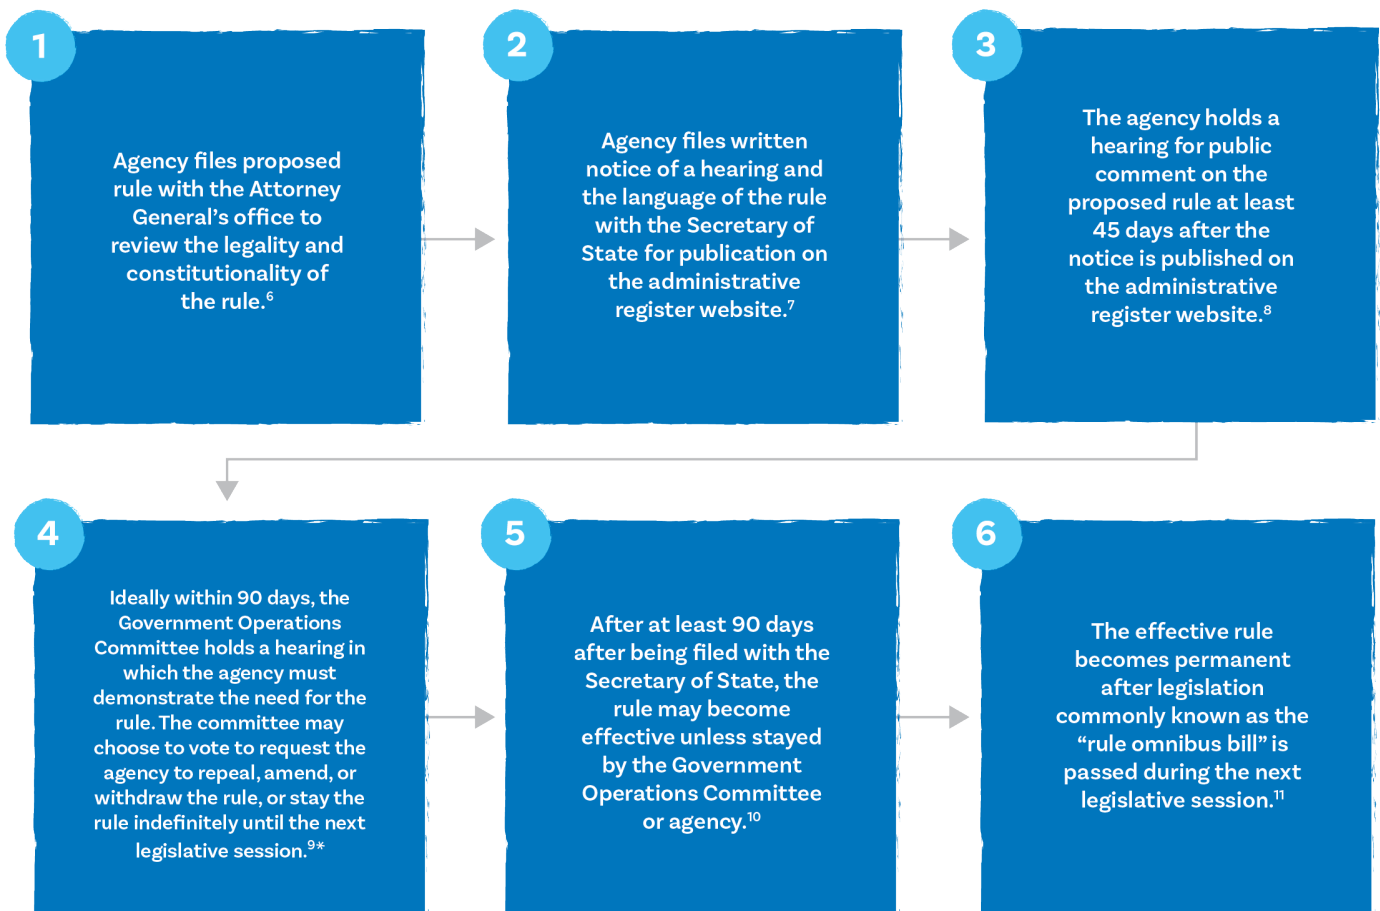 1
Agency files proposed
rule with the Attorney
General’s office to
review the legality and
constitutionality of
the rule.⁶
2
Agency files written
notice of a hearing and
the language of the rule
with the Secretary of
State for publication on
the administrative
register website.⁷
3
The agency holds a
hearing for public
comment on the
proposed rule at least
45 days after the
notice is published on
the administrative
register website.⁸
4
Ideally within 90 days, the
Government Operations
Committee holds a hearing in
which the agency must
demonstrate the need for the
rule. The committee may
choose to vote to request the
agency to repeal, amend, or
withdraw the rule, or stay the
rule indefinitely until the next
legislative session.⁹*
5
After at least 90 days
after being filed with the
Secretary of State, the
rule may become
effective unless stayed
by the Government
Operations Committee
or agency.¹⁰
6
The effective rule
becomes permanent
after legislation
commonly known as the
“rule omnibus bill” is
passed during the next
legislative session.¹¹